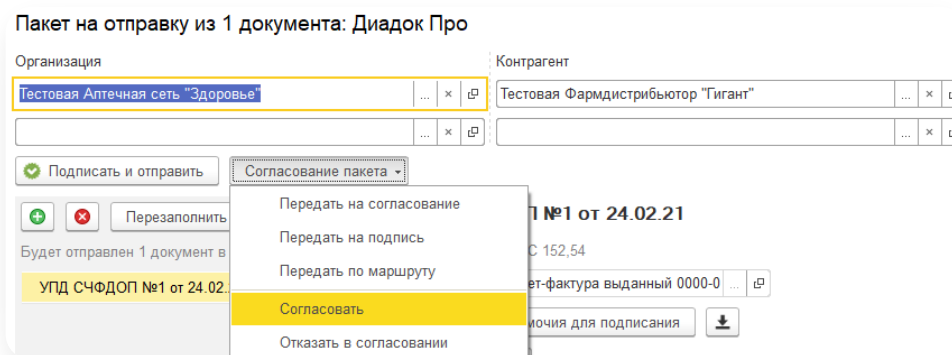 Пакет на отправку из 1 документа: Диадок Про
Организация
Контрагент
Тестовая Аптечная сеть "Здоровье"
Тестовая Фармдистрибьютор "Гигант"
Подписать и отправить
Согласование пакета
Передать на согласование
Передать на подпись
Передать по маршруту
Согласовать
Отказать в согласовании
Перезаполнить
№1 от 24.02.21
Будет отправлен 1 документ в
152,54
УПД СЧФДОП №1 от 24.02.
ет-фактура выданный 0000-0
мочия для подписания